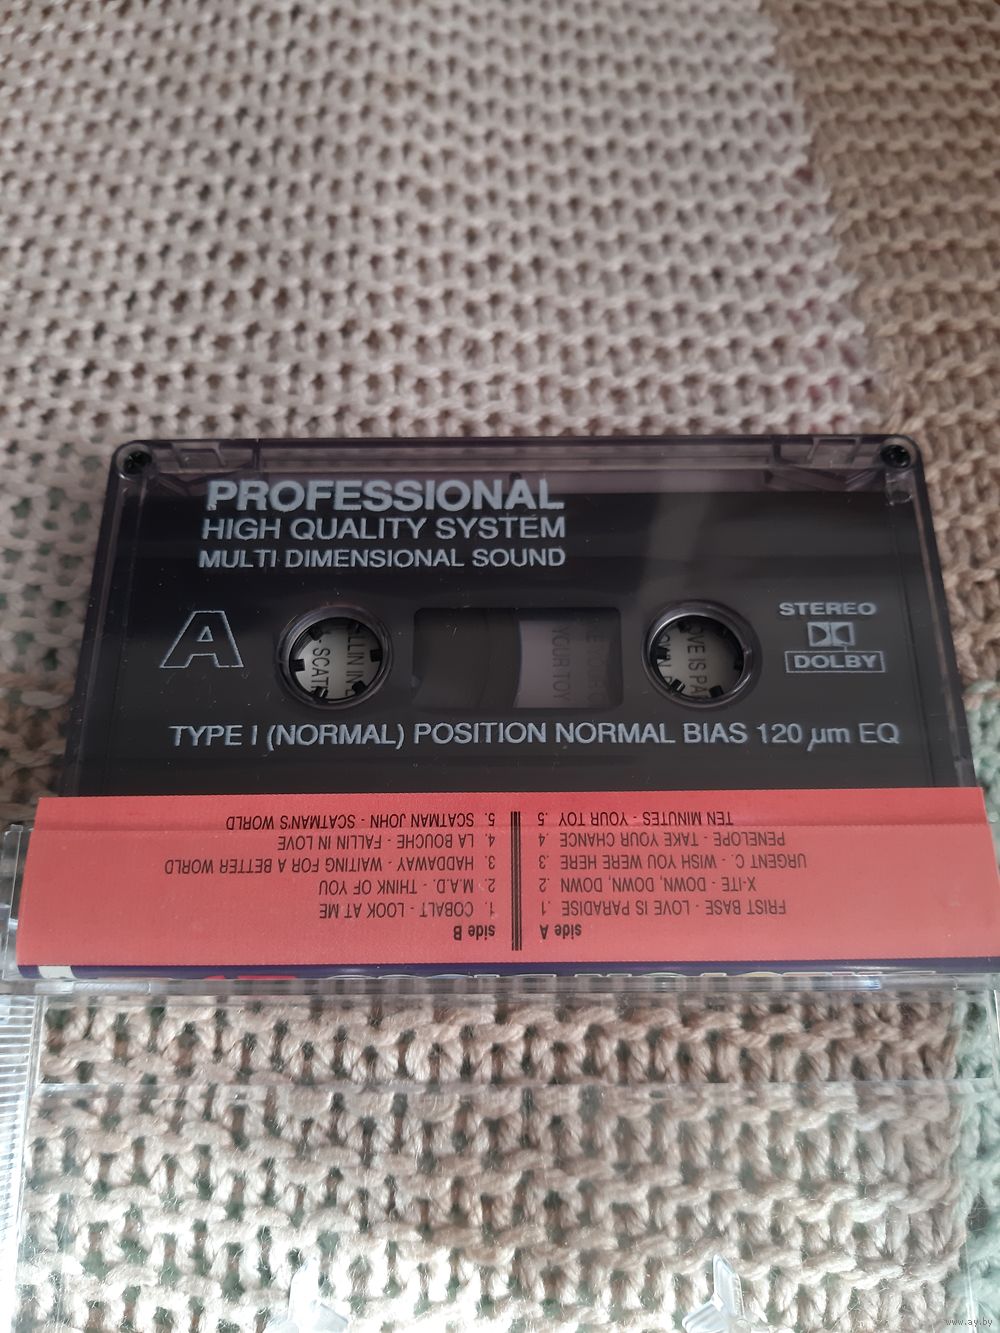 PROFESSIONAL
HIGH QUALITY SYSTEM
MULTI DIMENSIONAL SOUND
A
STEREO
DOLBY
TYPE I (NORMAL) POSITION NORMAL BIAS 120 µm EQ
side A
FRIST BASE - LOVE IS PARADISE .1
X-ITE - DOWN, DOWN, DOWN .2
URGENT C. - WISH YOU WERE HERE .3
PENELOPE - TAKE YOUR CHANCE .4
TEN MINUTES - YOUR TOY .5
side B
1. COBALT - LOOK AT ME
2. M.A.D. - THINK OF YOU
3. HADDAWAY - WAITING FOR A BETTER WORLD
4. LA BOUCHE - FALLIN IN LOVE
5. SCATMAN JOHN - SCATMAN'S WORLD
www.ay.by